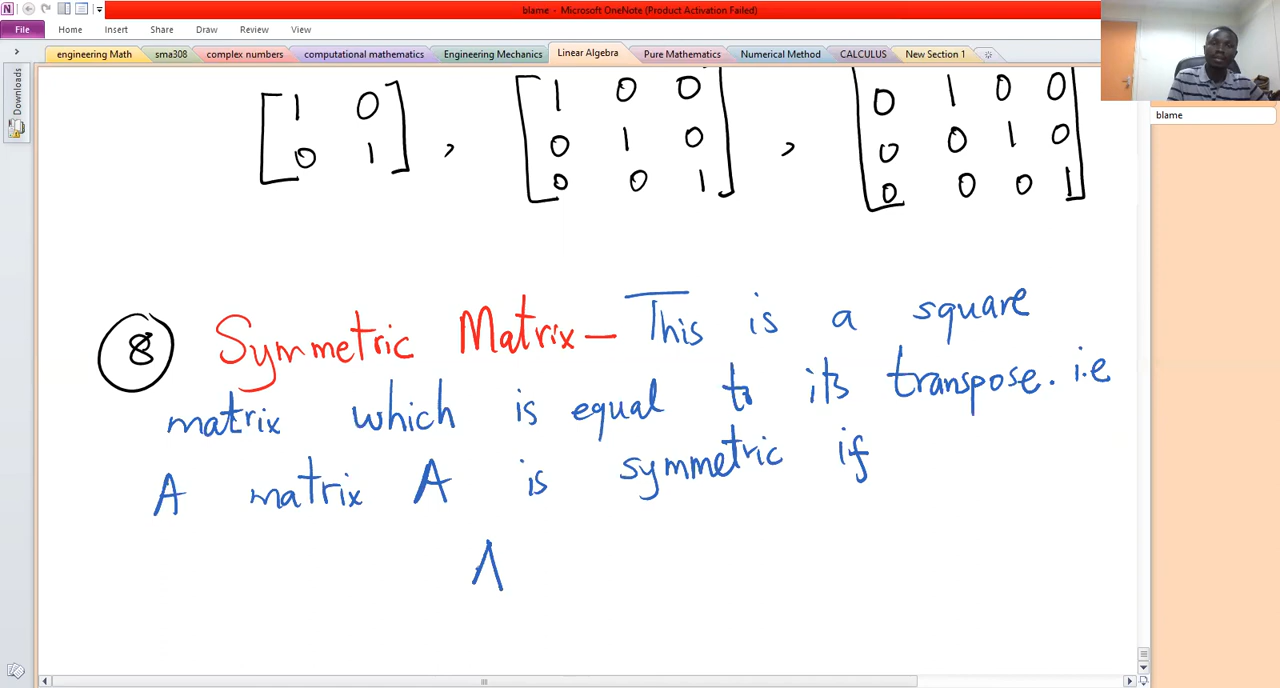 blame - Microsoft OneNote (Product Activation Failed)
File Home Insert Share Draw Review View
engineering Math sma308 complex numbers computational mathematics Engineering Mechanics Linear Algebra Pure Mathematics Numerical Method CALCULUS New Section 1
Downloads
blame
1 0 1 0 0 0 1 0 0
0 1 , 0 1 0 , 0 0 1 0
0 0 1 0 0 0 1
8 Symmetric Matrix - This is a square
matrix which is equal to its transpose. i.e
A matrix A is symmetric if